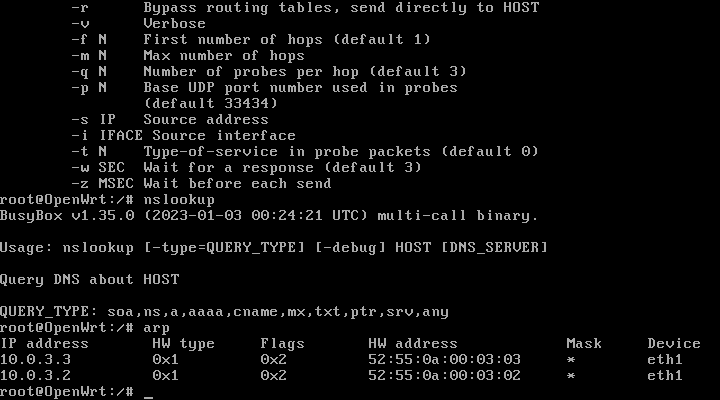 -r Bypass routing tables, send directly to HOST
-v Verbose
-f N First number of hops (default 1)
-m N Max number of hops
-q N Number of probes per hop (default 3)
-p N Base UDP port number used in probes
(default 33434)
-s IP Source address
-i IFACE Source interface
-t N Type-of-service in probe packets (default 0)
-w SEC Wait for a response (default 3)
-z MSEC Wait before each send
root@OpenWrt:/# nslookup
BusyBox v1.35.0 (2023-01-03 00:24:21 UTC) multi-call binary.
Usage: nslookup [-type=QUERY_TYPE] [-debug] HOST [DNS_SERVER]
Query DNS about HOST
QUERY_TYPE: soa,ns,a,aaaa,cname,mx,txt,ptr,srv,any
root@OpenWrt:/# arp
IP address HW type Flags HW address Mask Device
10.0.3.3 0x1 0x2 52:55:0a:00:03:03 * eth1
10.0.3.2 0x1 0x2 52:55:0a:00:03:02 * eth1
root@OpenWrt:/# _